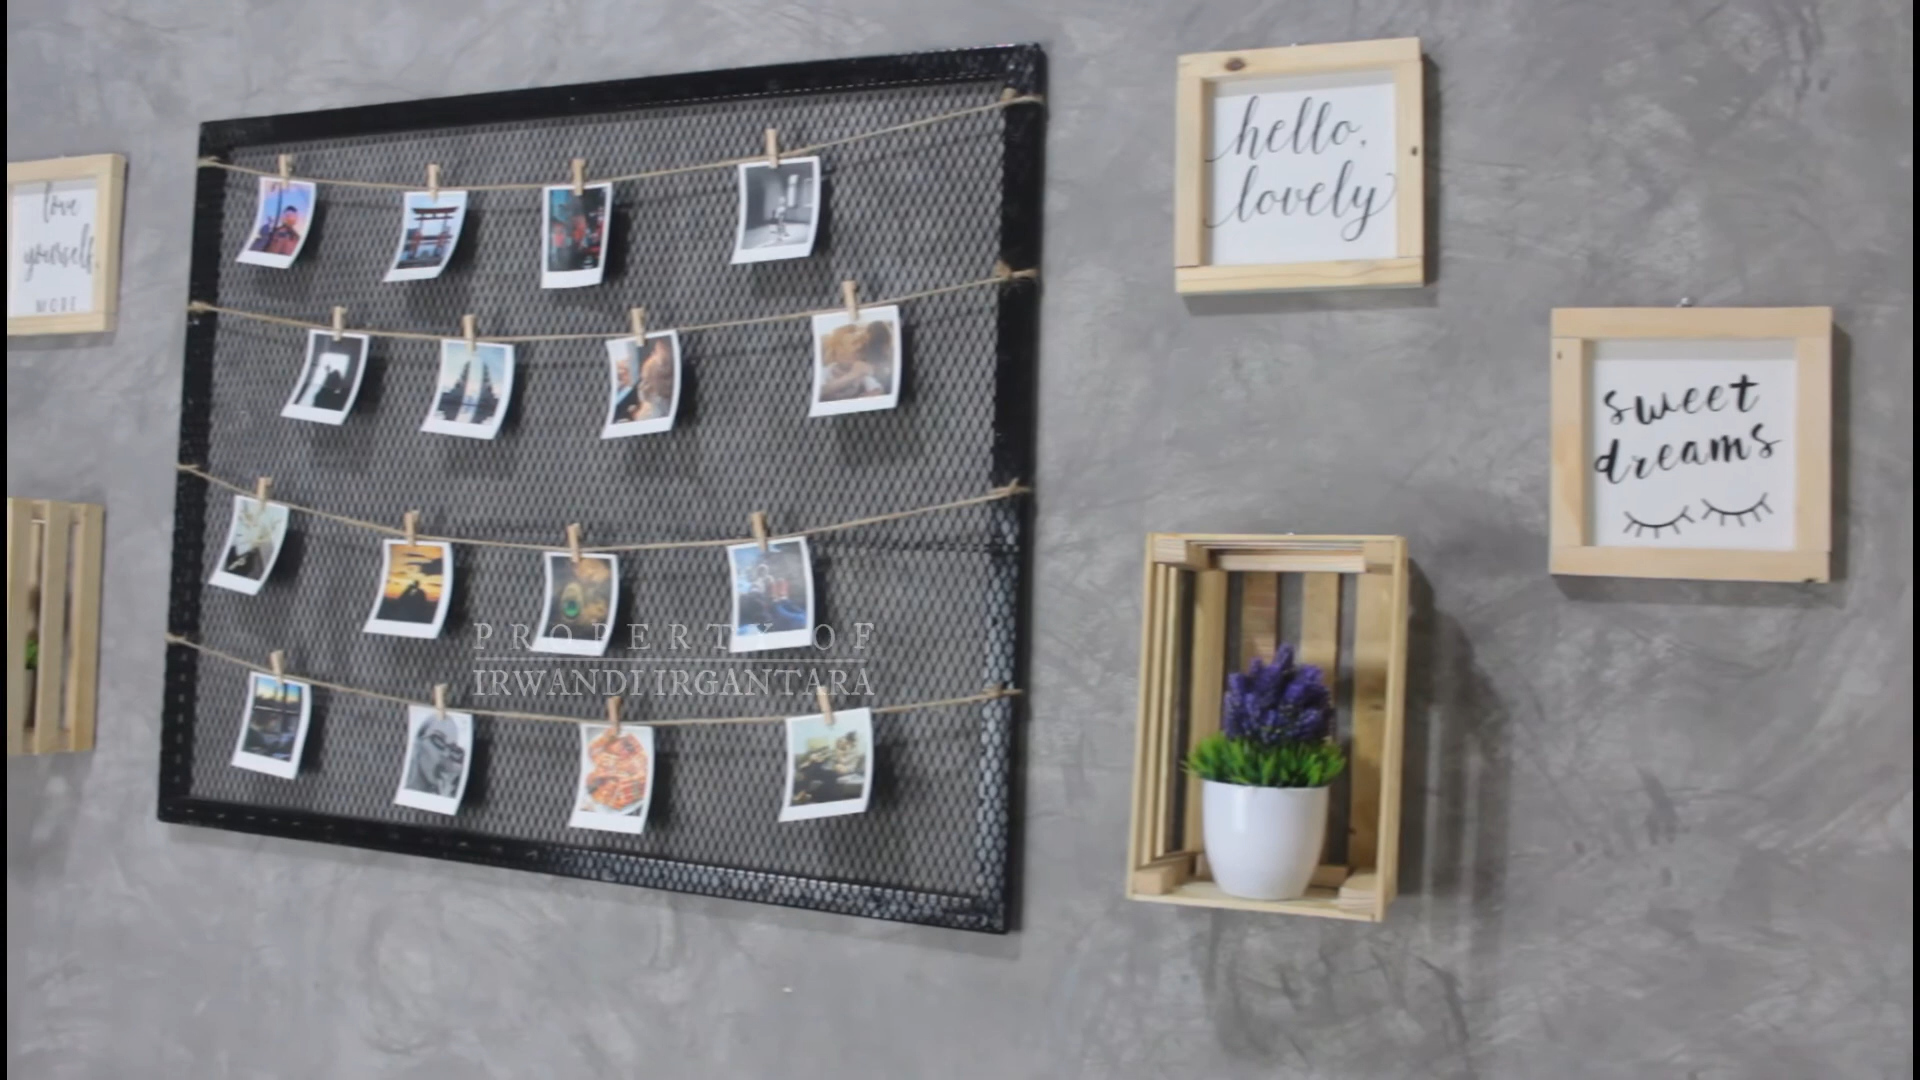 love
yourself.
MORE
hello,
lovely
sweet
dreams
PROPERTY OF
IRWANDI IRGANTARA